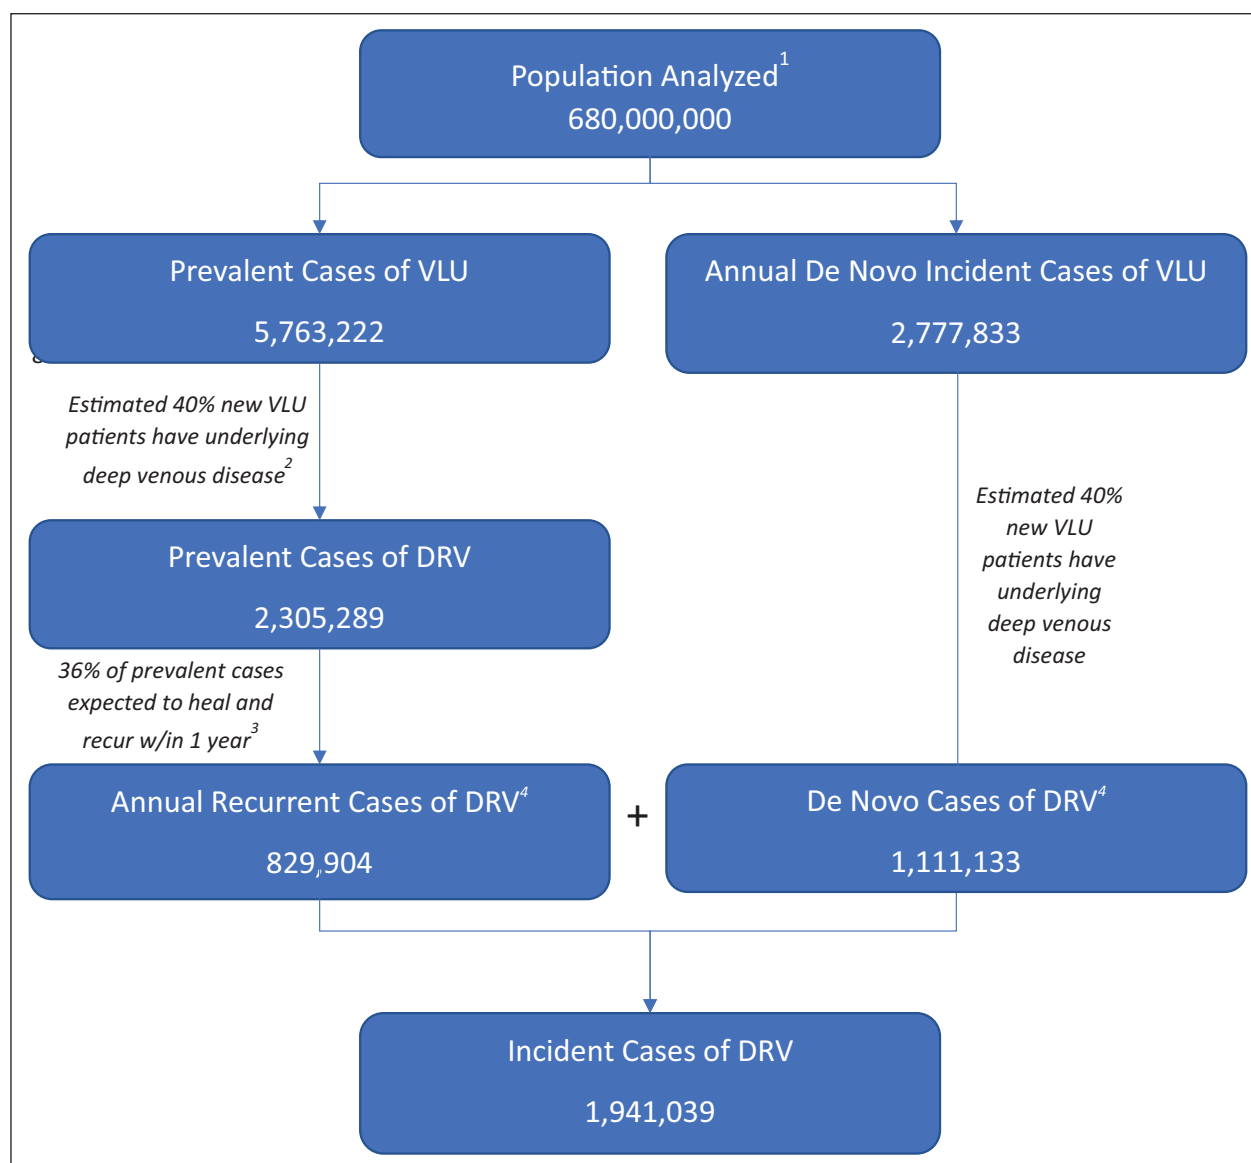 Population Analyzed1
680,000,000
Prevalent Cases of VLU
5,763,222
Annual De Novo Incident Cases of VLU
2,777,833
Estimated 40% new VLU
patients have underlying
deep venous disease2
Prevalent Cases of DRV
2,305,289
Estimated 40%
new VLU
patients have
underlying
deep venous
disease
36% of prevalent cases
expected to heal and
recur w/in 1 year3
Annual Recurrent Cases of DRV4
829,904
+
De Novo Cases of DRV4
1,111,133
Incident Cases of DRV
1,941,039